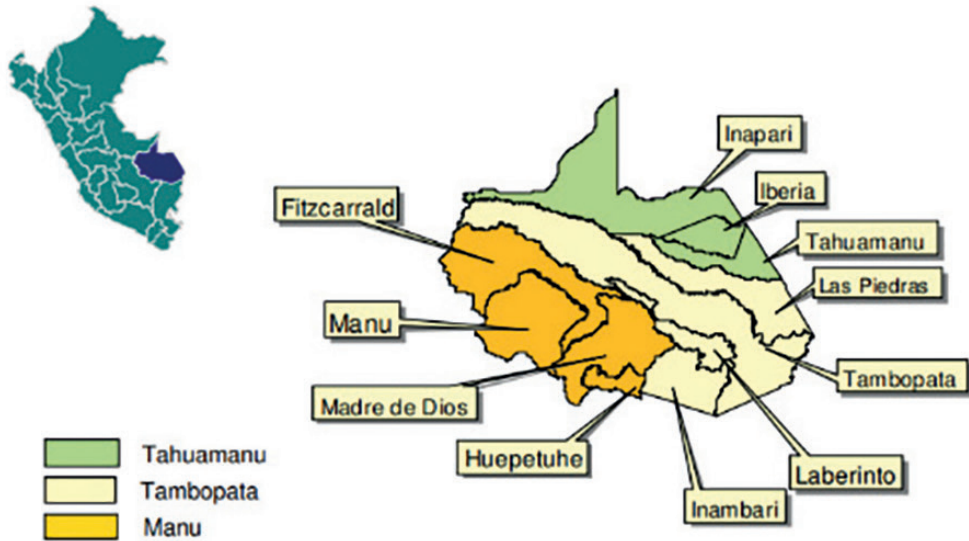 Inapari
Iberia
Fitzcarrald
Tahuamanu
Las Piedras
Manu
Tambopata
Madre de Dios
Huepetuhe
Laberinto
Inambari
Tahuamanu
Tambopata
Manu